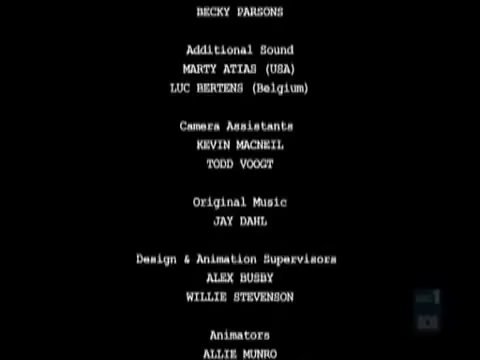 BECKY PARSONS
Additional Sound
MARTY ATIAS (USA)
LUC BERTENS (Belgium)
Camera Assistants
KEVIN MACNEIL
TODD VOOGT
Original Music
JAY DAHL
Design & Animation Supervisors
ALEX BUSBY
WILLIE STEVENSON
Animators
ALLIE MUNRO